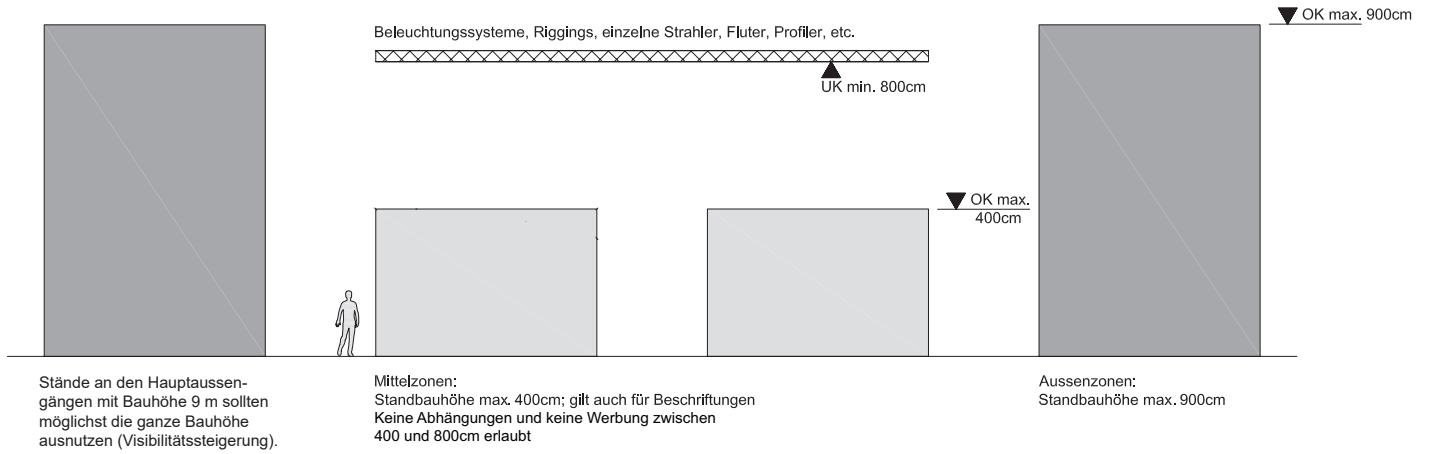 OK max. 900cm
Beleuchtungssysteme, Riggings, einzelne Strahler, Fluter, Profiler, etc.
UK min. 800cm
OK max.
400cm
Stände an den Hauptaussen-
gängen mit Bauhöhe 9 m sollten
möglichst die ganze Bauhöhe
ausnutzen (Visibilitätssteigerung).
Mittelzonen:
Standbauhöhe max. 400cm; gilt auch für Beschriftungen
Keine Abhängungen und keine Werbung zwischen
400 und 800cm erlaubt
Aussenzonen:
Standbauhöhe max. 900cm